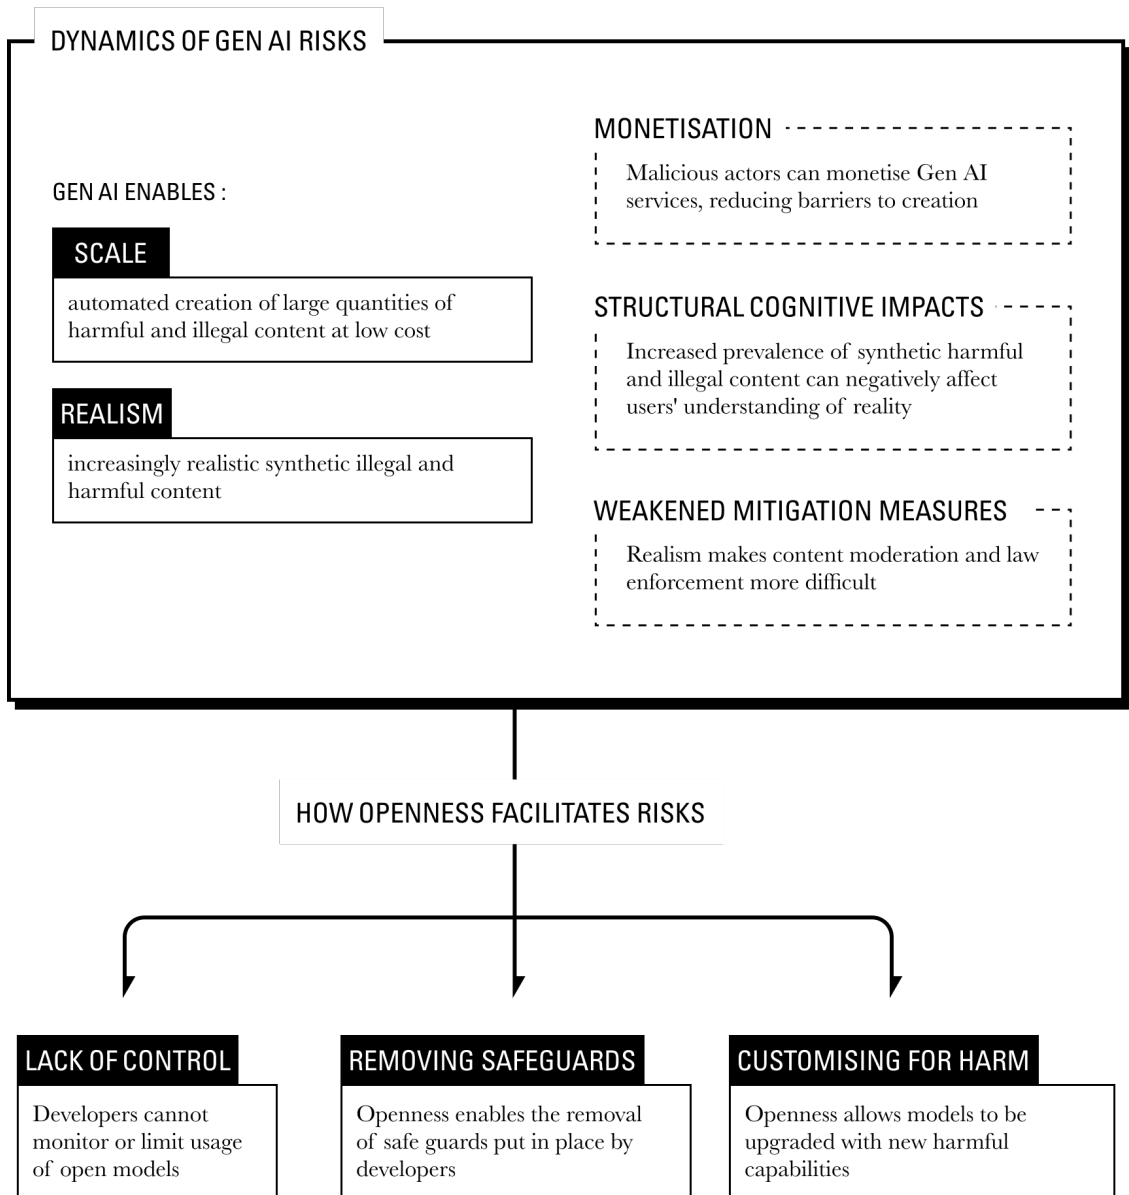 DYNAMICS OF GEN AI RISKS
GEN AI ENABLES :
SCALE
automated creation of large quantities of
harmful and illegal content at low cost
REALISM
increasingly realistic synthetic illegal and
harmful content
MONETISATION
Malicious actors can monetise Gen AI
services, reducing barriers to creation
STRUCTURAL COGNITIVE IMPACTS
Increased prevalence of synthetic harmful
and illegal content can negatively affect
users' understanding of reality
WEAKENED MITIGATION MEASURES
Realism makes content moderation and law
enforcement more difficult
HOW OPENNESS FACILITATES RISKS
LACK OF CONTROL
Developers cannot
monitor or limit usage
of open models
REMOVING SAFEGUARDS
Openness enables the removal
of safe guards put in place by
developers
CUSTOMISING FOR HARM
Openness allows models to be
upgraded with new harmful
capabilities